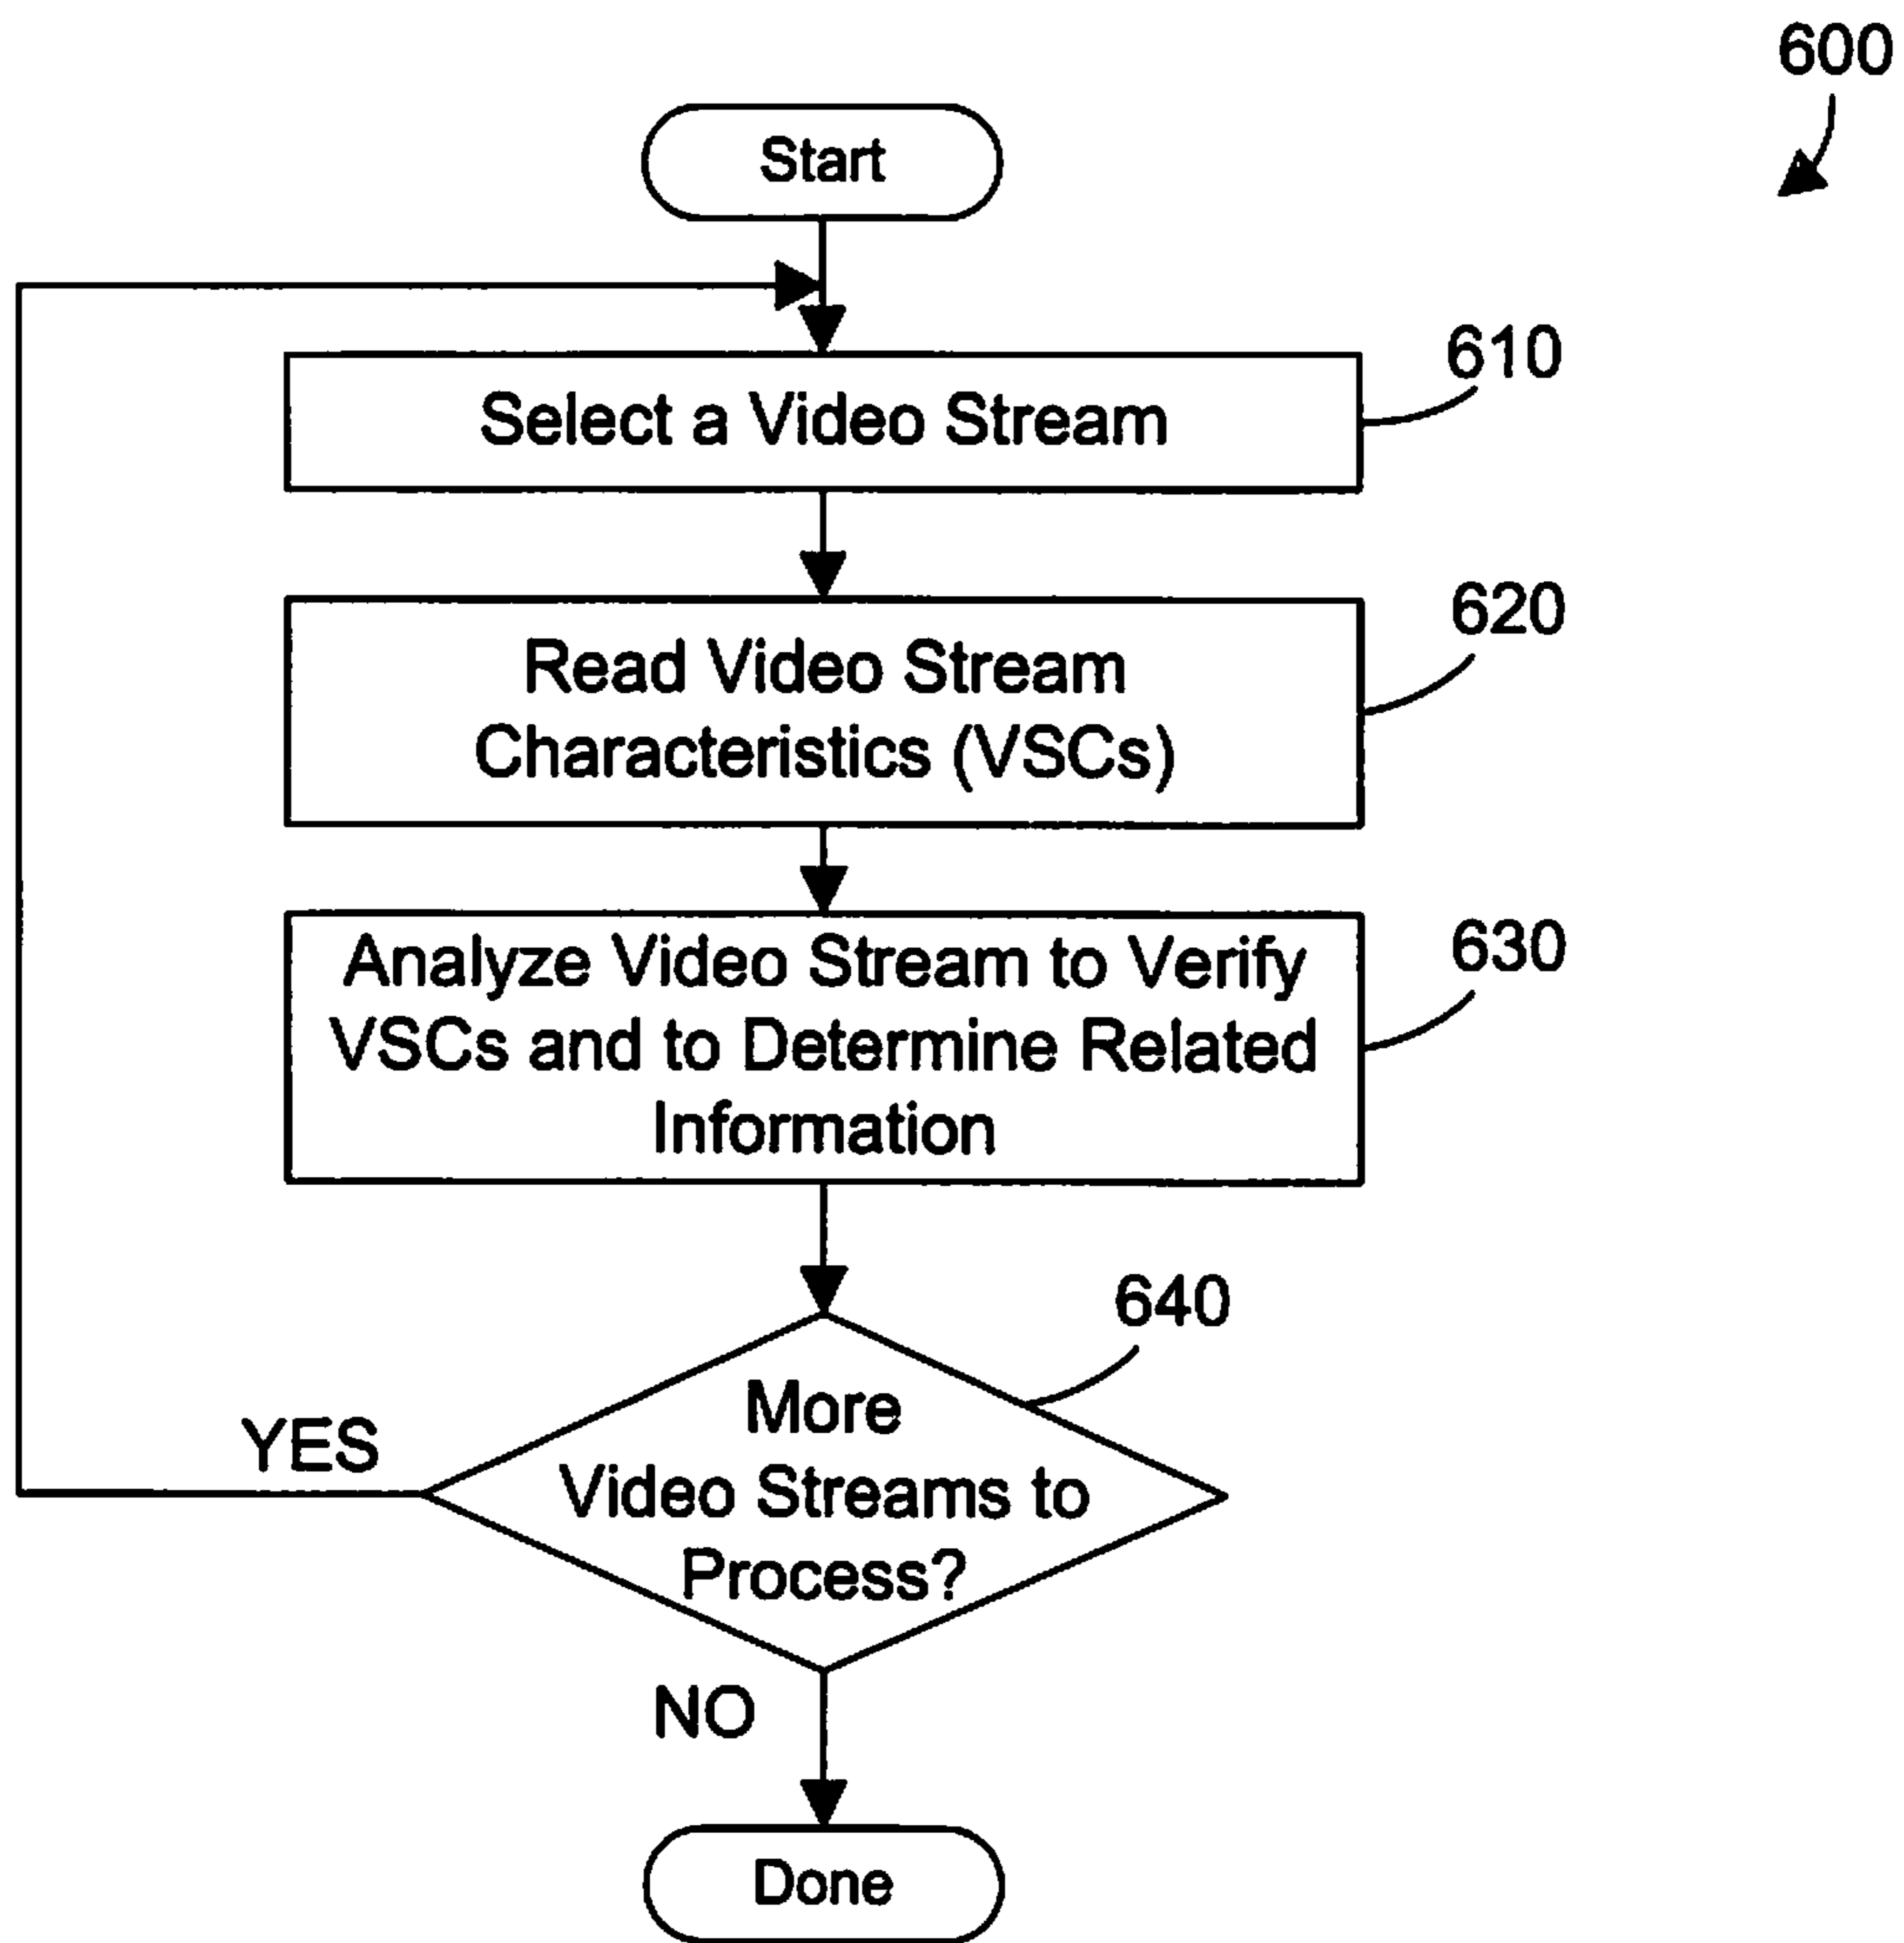 600
Start
Select a Video Stream
610
Read Video Stream
Characteristics (VSCs)
620
Analyze Video Stream to Verify
VSCs and to Determine Related
Information
630
640
More
Video Streams to
Process?
YES
NO
Done